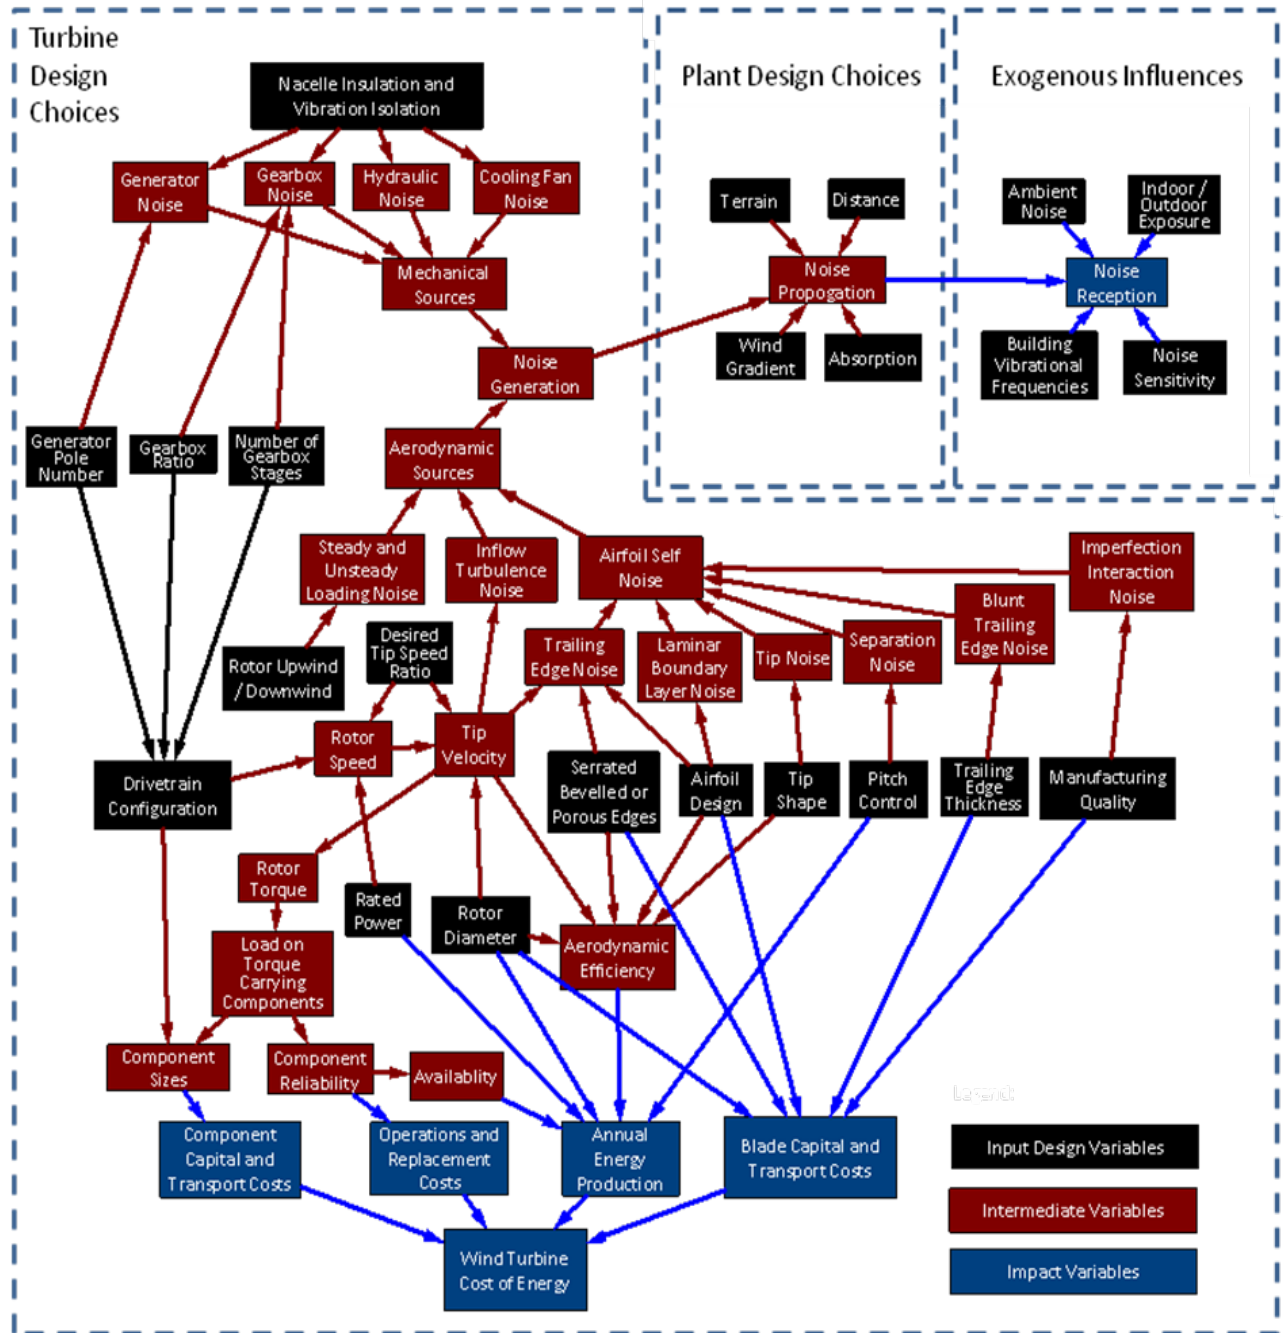 Turbine
Design
Choices
Plant Design Choices
Exogenous Influences
Nacelle Insulation and
Vibration Isolation
Generator
Noise
Gearbox
Noise
Hydraulic
Noise
Cooling Fan
Noise
Mechanical
Sources
Noise
Generation
Terrain
Distance
Noise
Propogation
Wind
Gradient
Absorption
Ambient
Noise
Indoor /
Outdoor
Exposure
Noise
Reception
Building
Vibrational
Frequencies
Noise
Sensitivity
Generator
Pole
Number
Gearbox
Ratio
Number of
Gearbox
Stages
Aerodynamic
Sources
Steady and
Unsteady
Loading Noise
Inflow
Turbulence
Noise
Airfoil Self
Noise
Imperfection
Interaction
Noise
Rotor Upwind
/ Downwind
Desired
Tip Speed
Ratio
Trailing
Edge Noise
Laminar
Boundary
Layer Noise
Tip Noise
Separation
Noise
Blunt
Trailing
Edge Noise
Drivetrain
Configuration
Rotor
Speed
Tip
Velocity
Serrated
Bevelled or
Porous Edges
Airfoil
Design
Tip
Shape
Pitch
Control
Trailing
Edge
Thickness
Manufacturing
Quality
Rotor
Torque
Rated
Power
Rotor
Diameter
Aerodynamic
Efficiency
Load on
Torque
Carrying
Components
Component
Sizes
Component
Reliability
Availablity
Legend:
Component
Capital and
Transport Costs
Operations and
Replacement
Costs
Annual
Energy
Production
Blade Capital and
Transport Costs
Wind Turbine
Cost of Energy
Input Design Variables
Intermediate Variables
Impact Variables